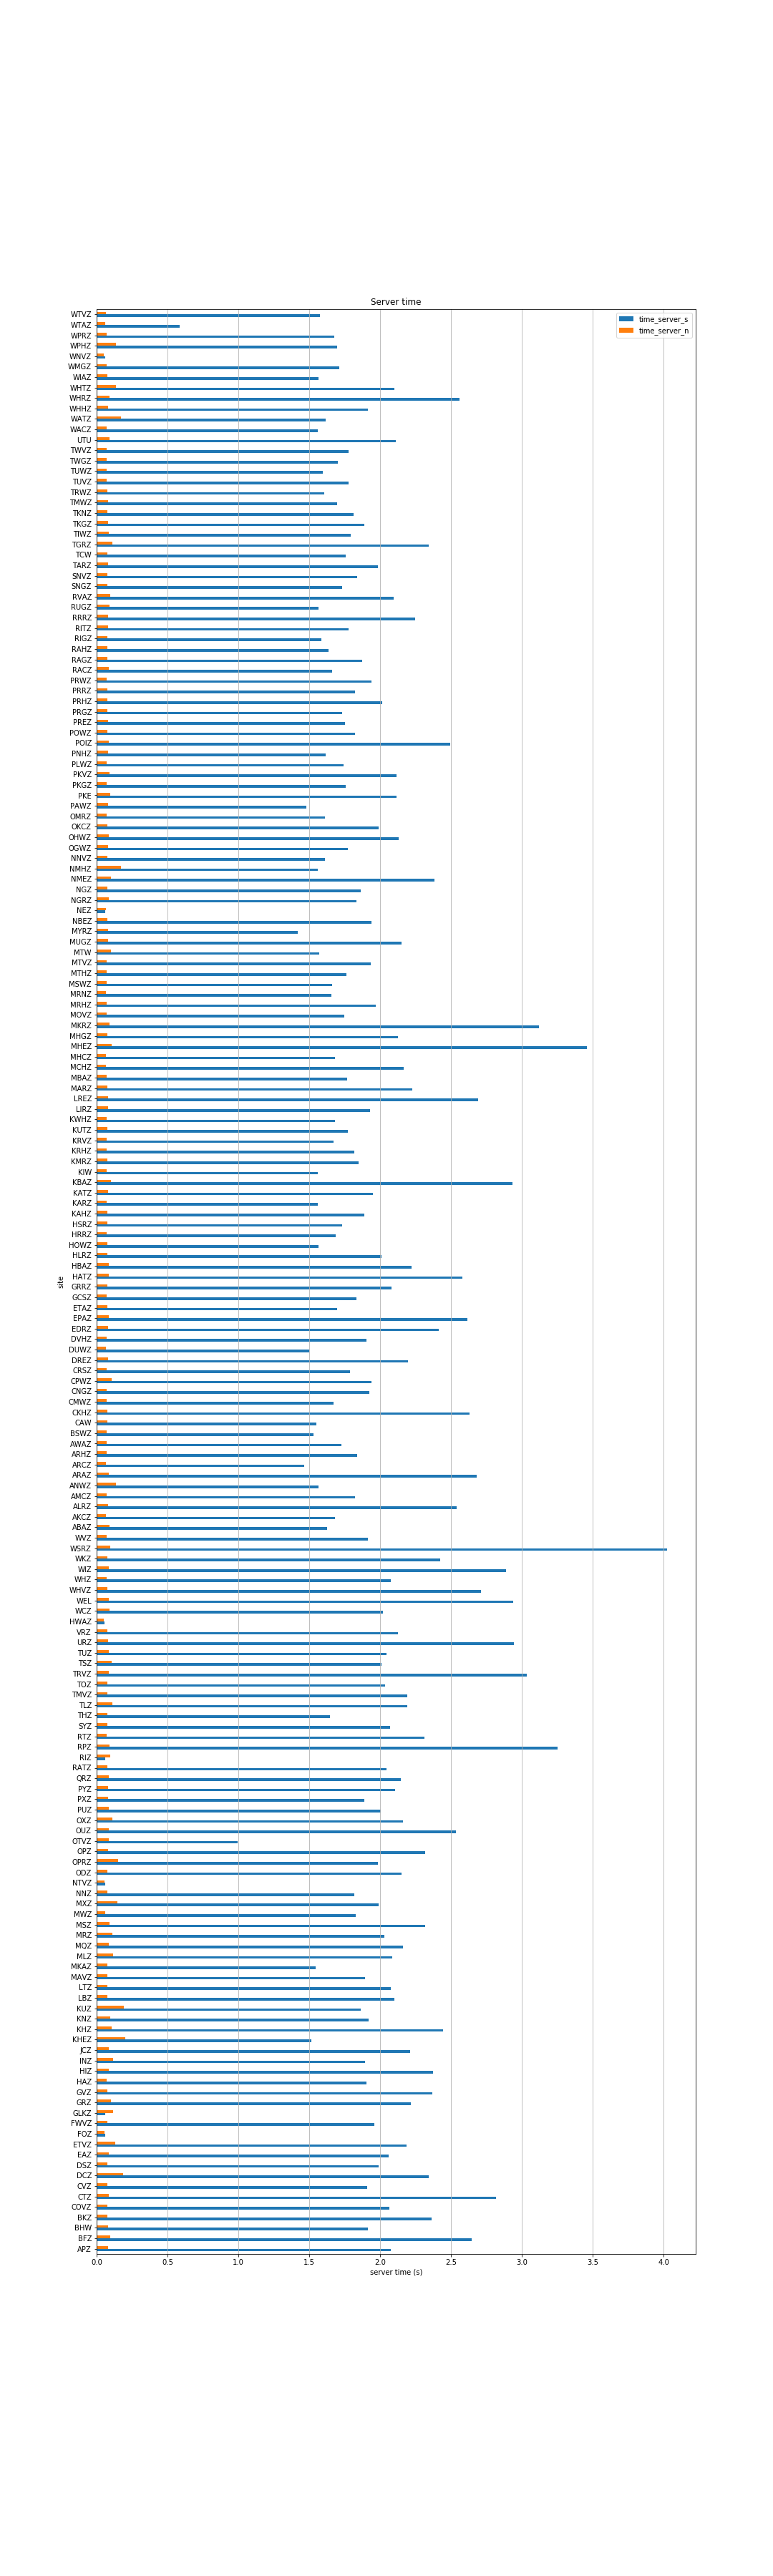 Server time
time_server_s
time_server_n
WTVZ
WTAZ
WPRZ
WPHZ
WNVZ
WMGZ
WIAZ
WHTZ
WHRZ
WHHZ
WATZ
WACZ
UTU
TWVZ
TWGZ
TUWZ
TUVZ
TRWZ
TMWZ
TKNZ
TKGZ
TIWZ
TGRZ
TCW
TARZ
SNVZ
SNGZ
RVAZ
RUGZ
RRRZ
RITZ
RIGZ
RAHZ
RAGZ
RACZ
PRWZ
PRRZ
PRHZ
PRGZ
PREZ
POWZ
POIZ
PNHZ
PLWZ
PKVZ
PKGZ
PKE
PAWZ
OMRZ
OKCZ
OHWZ
OGWZ
NNVZ
NMHZ
NMEZ
NGZ
NGRZ
NEZ
NBEZ
MYRZ
MUGZ
MTW
MTVZ
MTHZ
MSWZ
MRNZ
MRHZ
MOVZ
MKRZ
MHGZ
MHEZ
MHCZ
MCHZ
MBAZ
MARZ
LREZ
LIRZ
KWHZ
KUTZ
KRVZ
KRHZ
KMRZ
KIW
KBAZ
KATZ
KARZ
KAHZ
HSRZ
HRRZ
HOWZ
HLRZ
HBAZ
HATZ
GRRZ
GCSZ
ETAZ
EPAZ
EDRZ
DVHZ
DUWZ
DREZ
CRSZ
CPWZ
CNGZ
CMWZ
CKHZ
CAW
BSWZ
AWAZ
ARHZ
ARCZ
ARAZ
ANWZ
AMCZ
ALRZ
AKCZ
ABAZ
WVZ
WSRZ
WKZ
WIZ
WHZ
WHVZ
WEL
WCZ
HWAZ
VRZ
URZ
TUZ
TSZ
TRVZ
TOZ
TMVZ
TLZ
THZ
SYZ
RTZ
RPZ
RIZ
RATZ
QRZ
PYZ
PXZ
PUZ
OXZ
OUZ
OTVZ
OPZ
OPRZ
ODZ
NTVZ
NNZ
MXZ
MWZ
MSZ
MRZ
MQZ
MLZ
MKAZ
MAVZ
LTZ
LBZ
KUZ
KNZ
KHZ
KHEZ
JCZ
INZ
HIZ
HAZ
GVZ
GRZ
GLKZ
FWVZ
FOZ
ETVZ
EAZ
DSZ
DCZ
CVZ
CTZ
COVZ
BKZ
BHW
BFZ
APZ
site
0.0 0.5 1.0 1.5 2.0 2.5 3.0 3.5 4.0
server time (s)